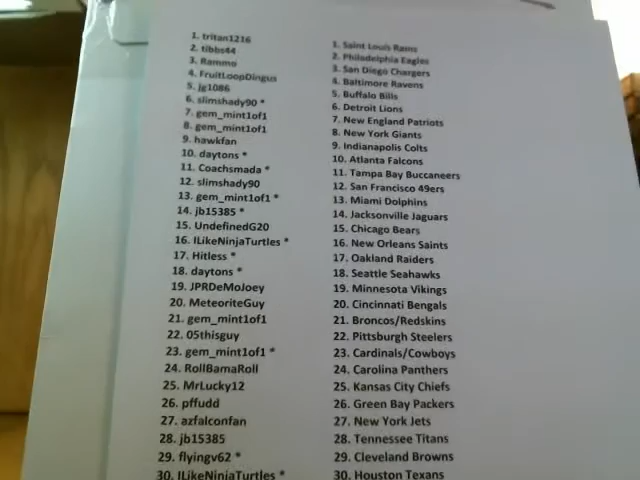 1. tritan1216
2. tibbs44
3. Rammo
4. FruitLoopDingus
5. jg1086
6. slimshady90 *
7. gem_mint1of1
8. gem_mint1of1
9. hawkfan
10. daytons *
11. Coachsmada *
12. slimshady90
13. gem_mint1of1 *
14. jb15385 *
15. UndefinedG20
16. ILikeNinjaTurtles *
17. Hitless *
18. daytons *
19. JPRDeMoJoey
20. MeteoriteGuy
21. gem_mint1of1
22. 05thisguy
23. gem_mint1of1 *
24. RollBamaRoll
25. MrLucky12
26. pffudd
27. azfalconfan
28. jb15385
29. flyingv62 *
30. ILikeNinjaTurtles *
1. Saint Louis Rams
2. Philadelphia Eagles
3. San Diego Chargers
4. Baltimore Ravens
5. Buffalo Bills
6. Detroit Lions
7. New England Patriots
8. New York Giants
9. Indianapolis Colts
10. Atlanta Falcons
11. Tampa Bay Buccaneers
12. San Francisco 49ers
13. Miami Dolphins
14. Jacksonville Jaguars
15. Chicago Bears
16. New Orleans Saints
17. Oakland Raiders
18. Seattle Seahawks
19. Minnesota Vikings
20. Cincinnati Bengals
21. Broncos/Redskins
22. Pittsburgh Steelers
23. Cardinals/Cowboys
24. Carolina Panthers
25. Kansas City Chiefs
26. Green Bay Packers
27. New York Jets
28. Tennessee Titans
29. Cleveland Browns
30. Houston Texans